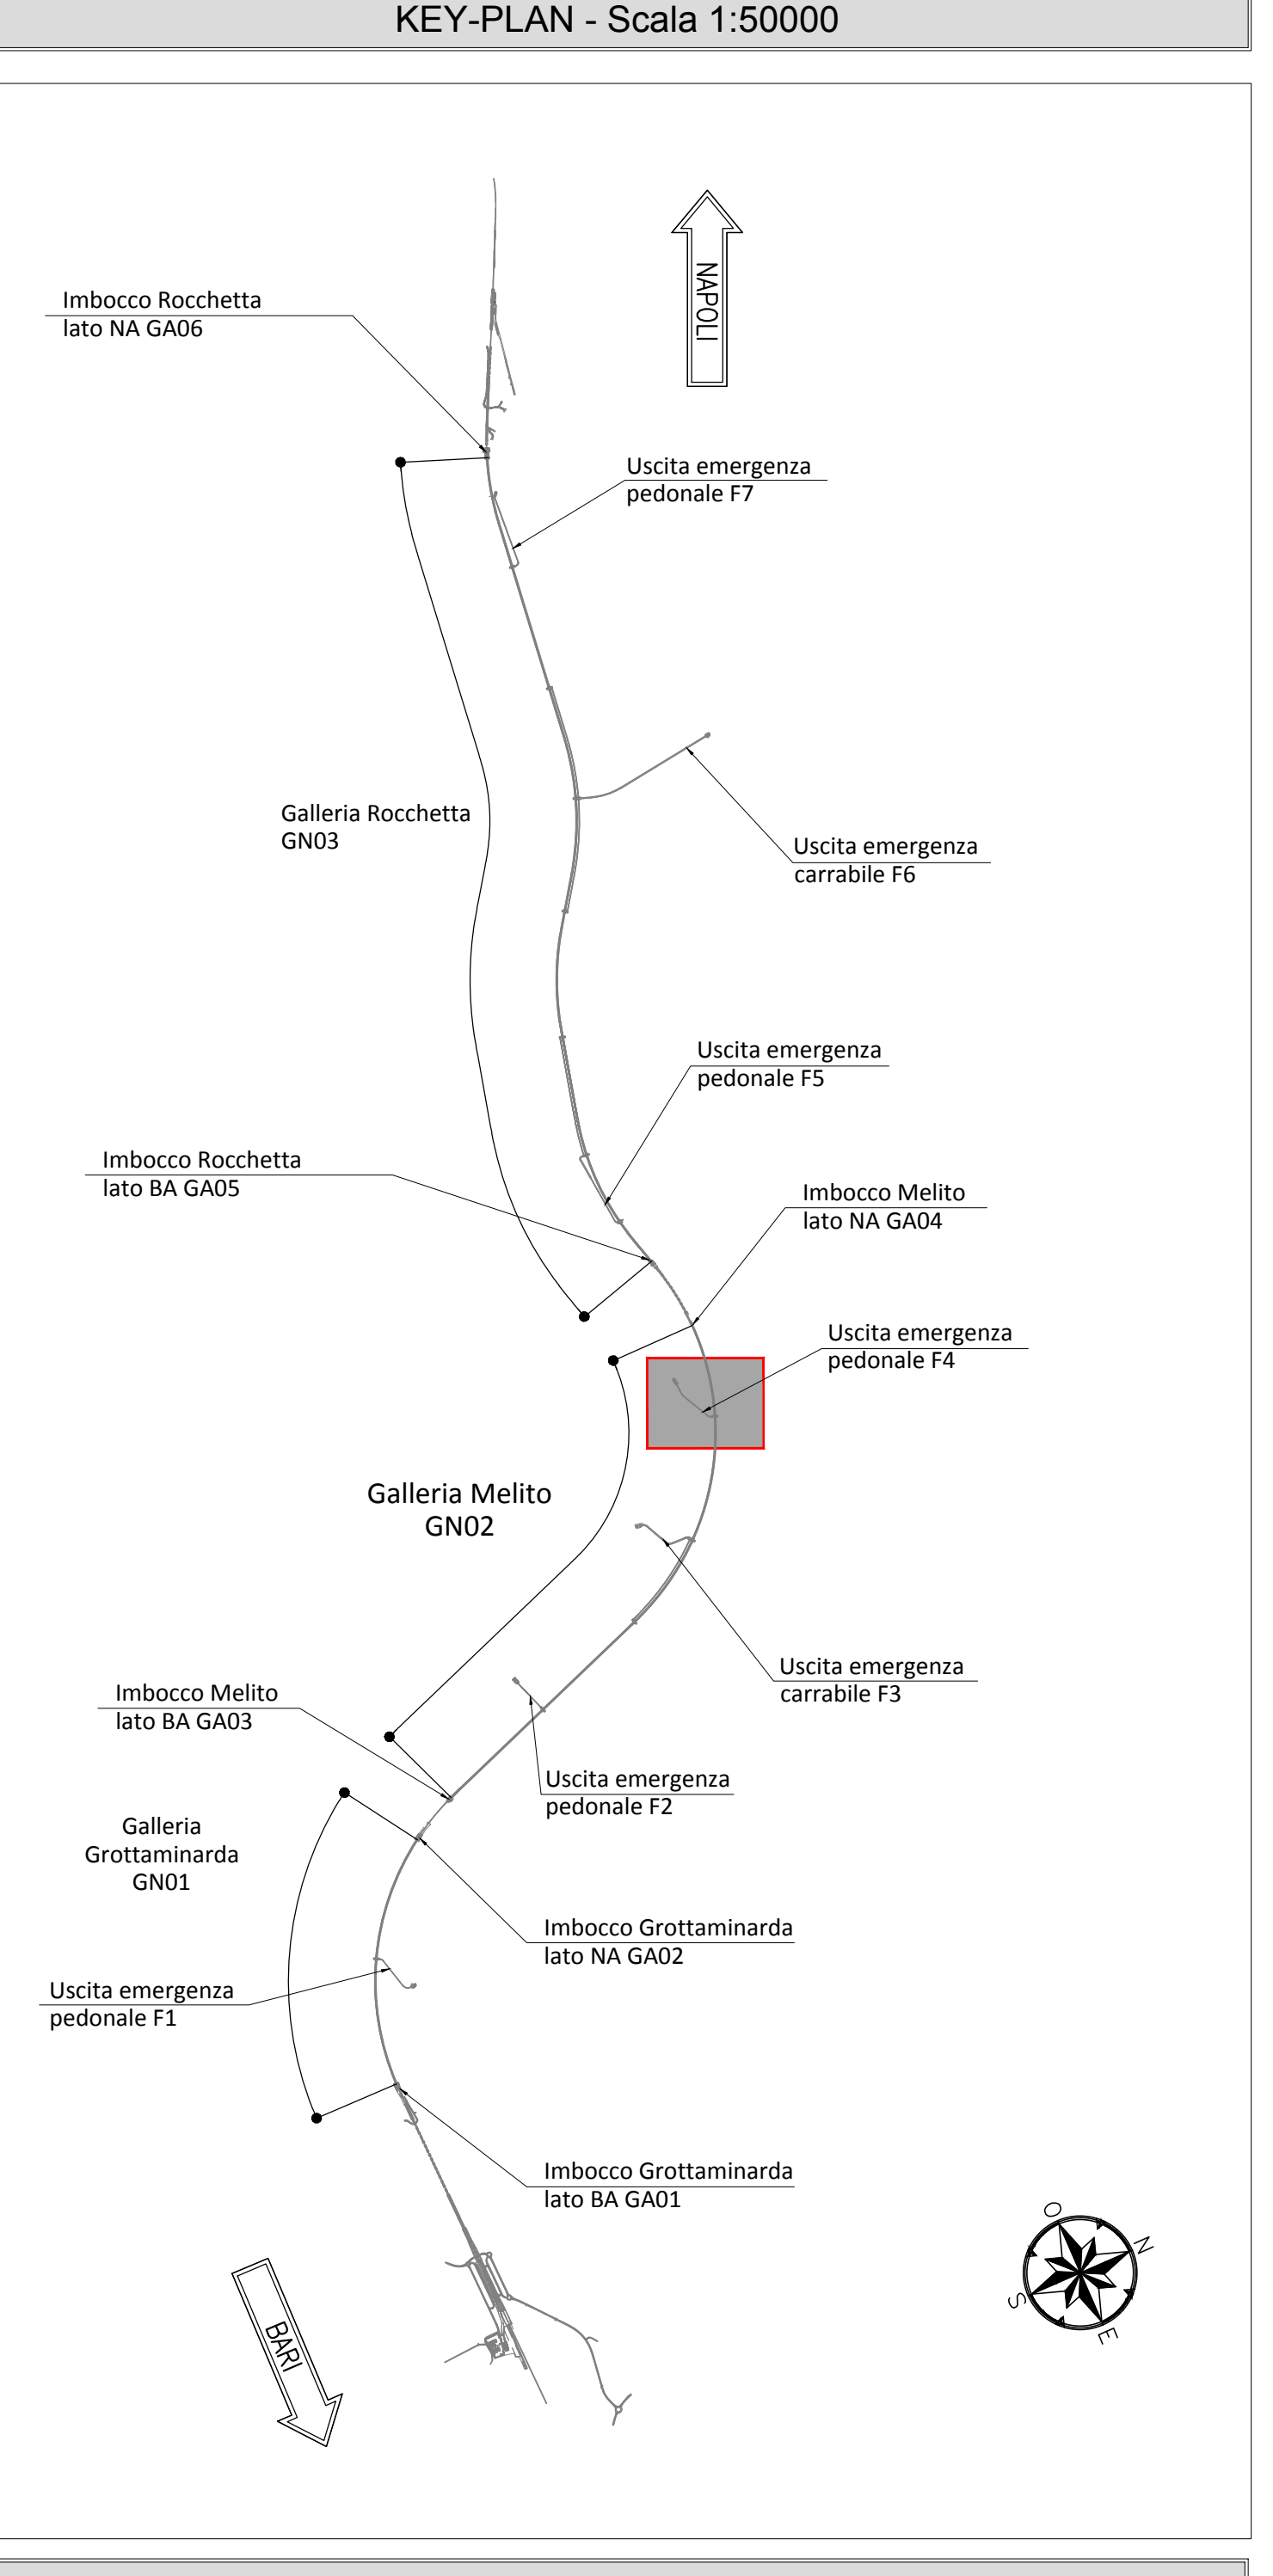 KEY-PLAN - Scala 1:50000
NAPOLI
Imbocco Rocchetta
lato NA GA06
Uscita emergenza
pedonale F7
Galleria Rocchetta
GN03
Uscita emergenza
carrabile F6
Uscita emergenza
pedonale F5
Imbocco Rocchetta
lato BA GA05
Imbocco Melito
lato NA GA04
Uscita emergenza
pedonale F4
Galleria Melito
GN02
Uscita emergenza
carrabile F3
Imbocco Melito
lato BA GA03
Uscita emergenza
pedonale F2
Galleria
Grottaminarda
GN01
Imbocco Grottaminarda
lato NA GA02
Uscita emergenza
pedonale F1
Imbocco Grottaminarda
lato BA GA01
BARI
O
N
S
E